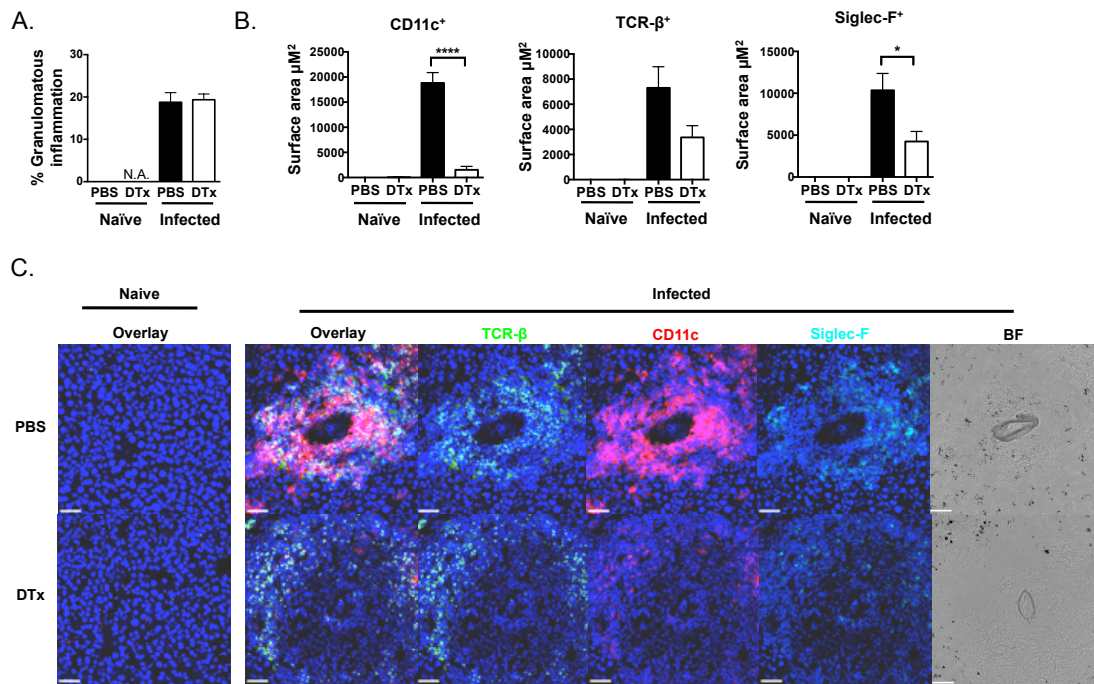 A.
% Granulomatous
inflammation
30
20
10
0
N.A.
PBS DTx PBS DTx
Naïve Infected
B.
CD11c⁺
Surface area µM²
25000
20000
15000
10000
5000
0
****
PBS DTx PBS DTx
Naïve Infected
TCR-β⁺
Surface area µM²
10000
8000
6000
4000
2000
0
PBS DTx PBS DTx
Naïve Infected
Siglec-F⁺
Surface area µM²
15000
10000
5000
0
*
PBS DTx PBS DTx
Naïve Infected
C.
Naive Infected
Overlay Overlay TCR-β CD11c Siglec-F BF
PBS
DTx